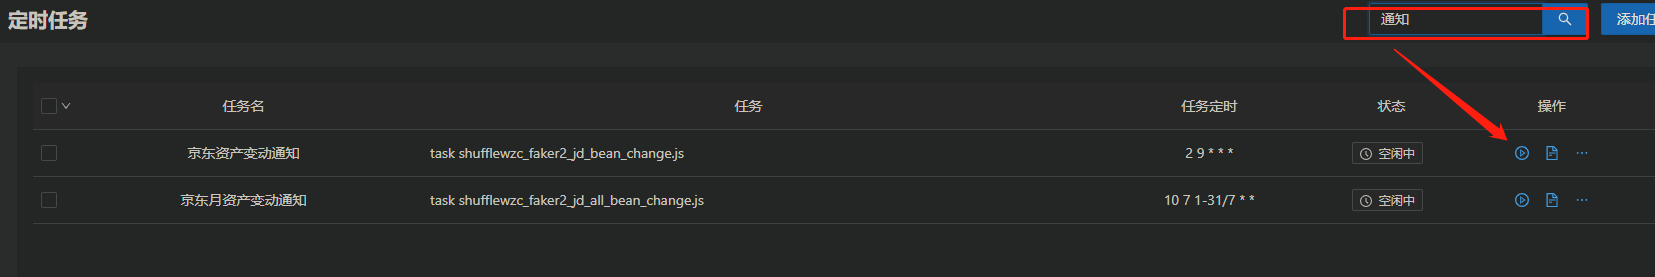 定时任务
通知
添加任
任务名 任务 任务定时 状态 操作
京东资产变动通知 task shufflewzc_faker2_jd_bean_change.js 2 9 * * * 空闲中
京东月资产变动通知 task shufflewzc_faker2_jd_all_bean_change.js 10 7 1-31/7 * * 空闲中